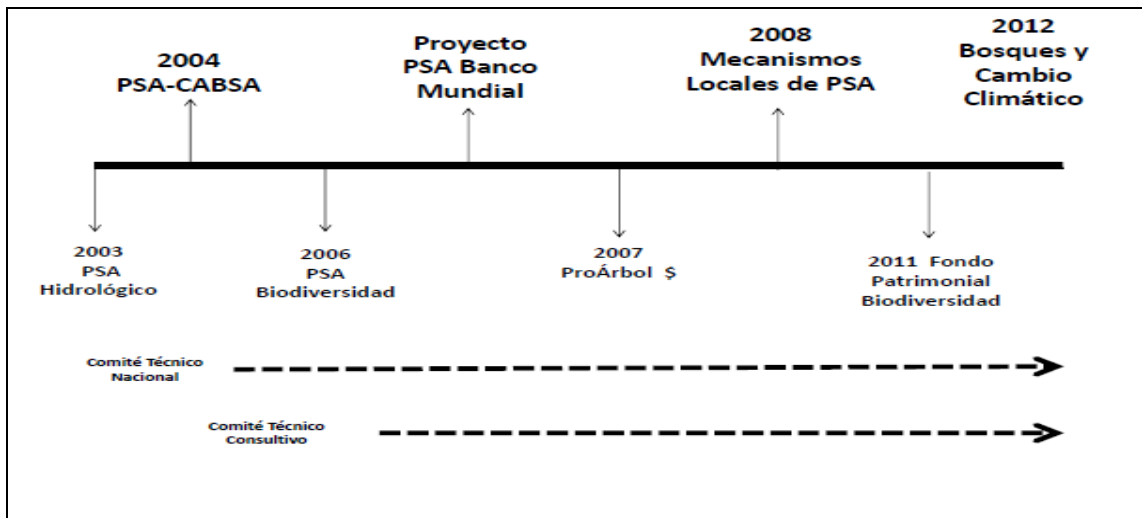 2004
PSA-CABSA
Proyecto
PSA Banco
Mundial
2008
Mecanismos
Locales de PSA
2012
Bosques y
Cambio
Climático
2003
PSA
Hidrológico
2006
PSA
Biodiversidad
2007
ProÁrbol $
2011 Fondo
Patrimonial
Biodiversidad
Comité Técnico
Nacional
Comité Técnico
Consultivo